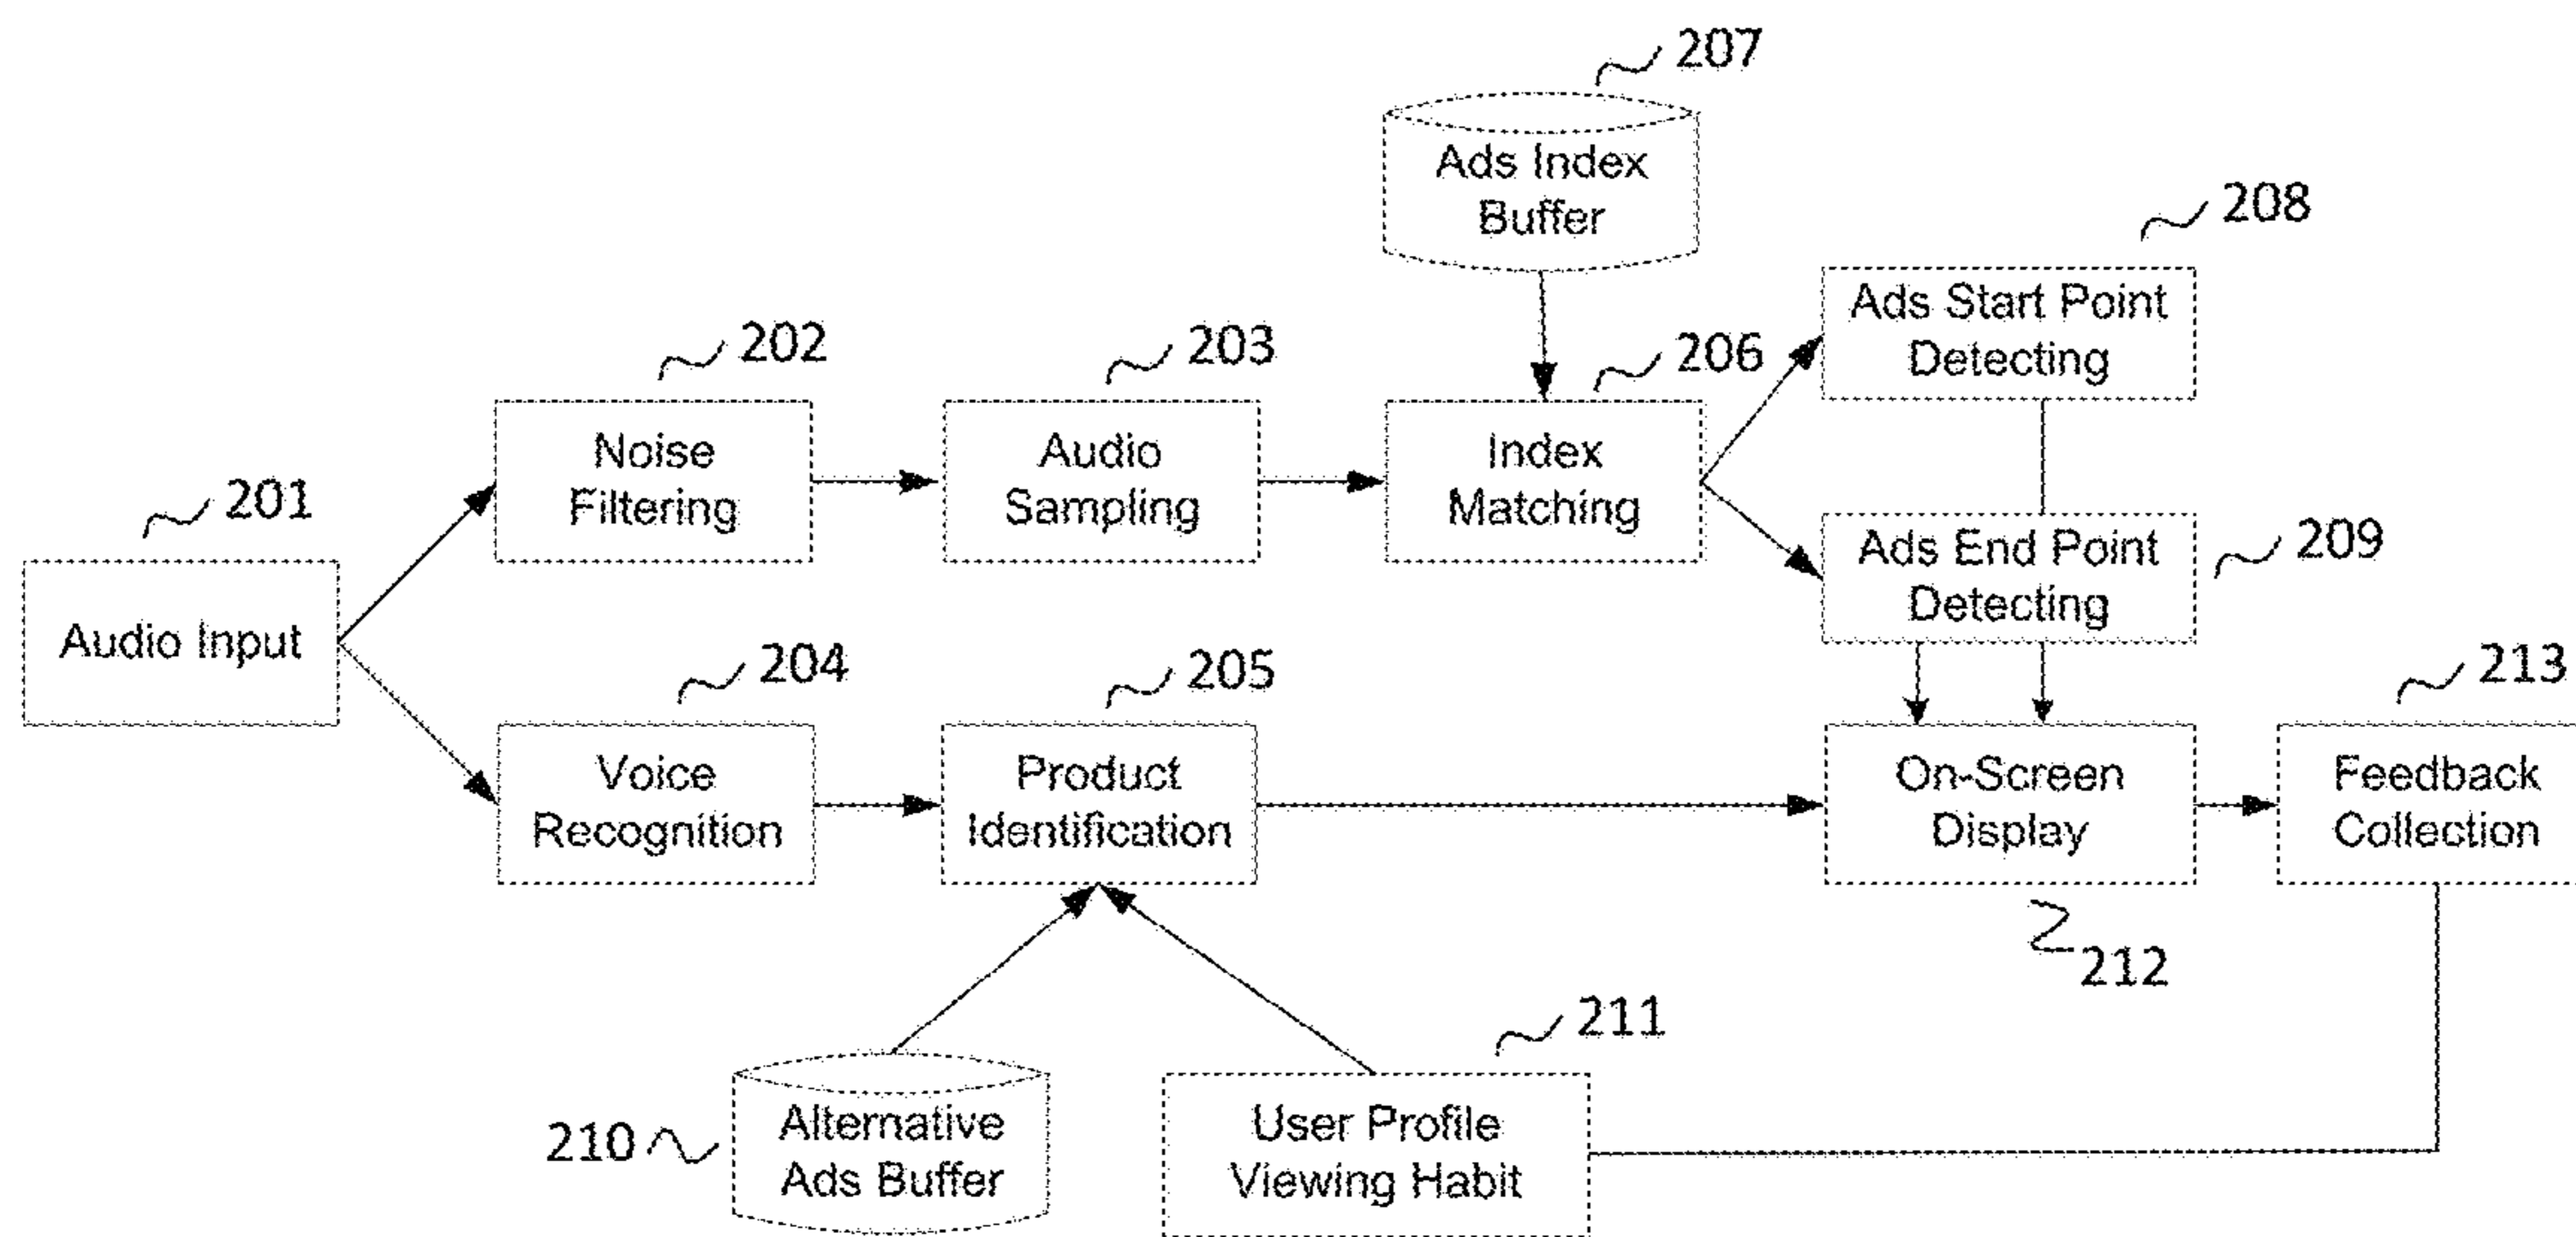 207
Ads Index
Buffer
208
Ads Start Point
Detecting
202
Noise
Filtering
203
Audio
Sampling
206
Index
Matching
201
Audio Input
Ads End Point
Detecting
209
204
Voice
Recognition
205
Product
Identification
On-Screen
Display
212
213
Feedback
Collection
210
Alternative
Ads Buffer
211
User Profile
Viewing Habit